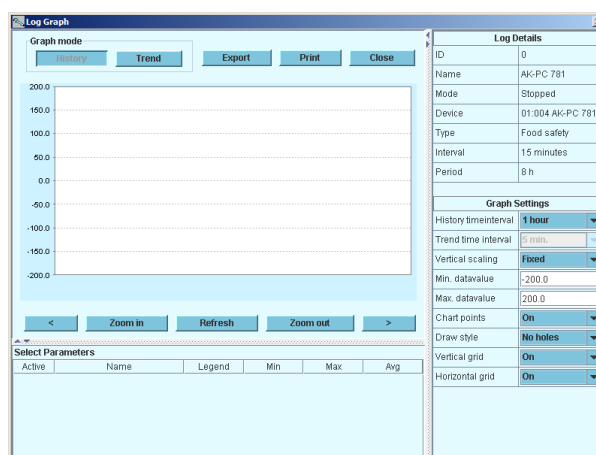 Log Graph
Graph mode
History Trend Export Print Close
200.0
150.0
100.0
50.0
0.0
-50.0
-100.0
-150.0
-200.0
< Zoom in Refresh Zoom out >
Select Parameters
Active Name Legend Min Max Avg
Log Details
ID 0
Name AK-PC 781
Mode Stopped
Device 01:004 AK-PC 781
Type Food safety
Interval 15 minutes
Period 8 h
Graph Settings
History timeinterval 1 hour
Trend time interval 5 min.
Vertical scaling Fixed
Min. datavalue -200.0
Max. datavalue 200.0
Chart points On
Draw style No holes
Vertical grid On
Horizontal grid On